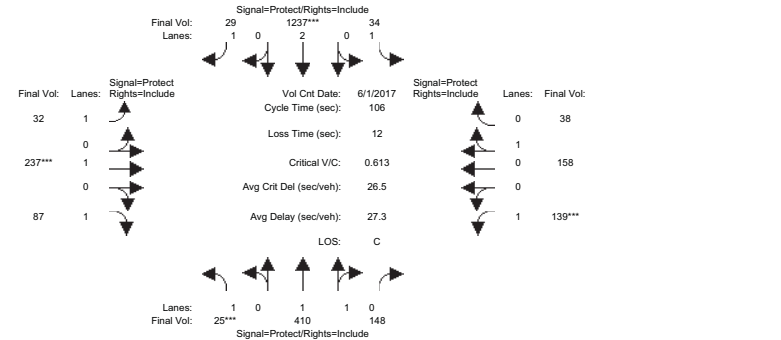 Signal=Protect/Rights=Include
Final Vol: 29 1237*** 34
Lanes: 1 0 2 0 1
Signal=Protect Signal=Protect
Final Vol: Lanes: Rights=Include Vol Cnt Date: 6/1/2017 Rights=Include Lanes: Final Vol:
Cycle Time (sec): 106
32 1 0 38
Loss Time (sec): 12
0 1
237*** 1 Critical V/C: 0.613 0 158
0 Avg Crit Del (sec/veh): 26.5 0
87 1 Avg Delay (sec/veh): 27.3 1 139***
LOS: C
Lanes: 1 0 1 1 0
Final Vol: 25*** 410 148
Signal=Protect/Rights=Include